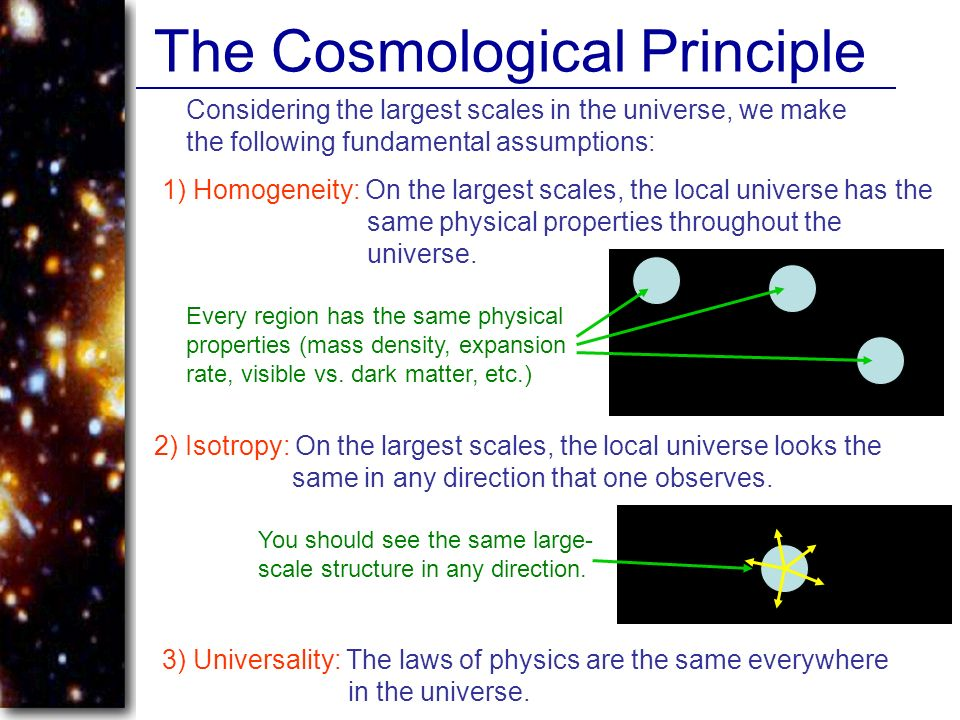 The Cosmological Principle
Considering the largest scales in the universe, we make
the following fundamental assumptions:
1) Homogeneity: On the largest scales, the local universe has the
same physical properties throughout the
universe.
Every region has the same physical
properties (mass density, expansion
rate, visible vs. dark matter, etc.)
2) Isotropy: On the largest scales, the local universe looks the
same in any direction that one observes.
You should see the same large-
scale structure in any direction.
3) Universality: The laws of physics are the same everywhere
in the universe.